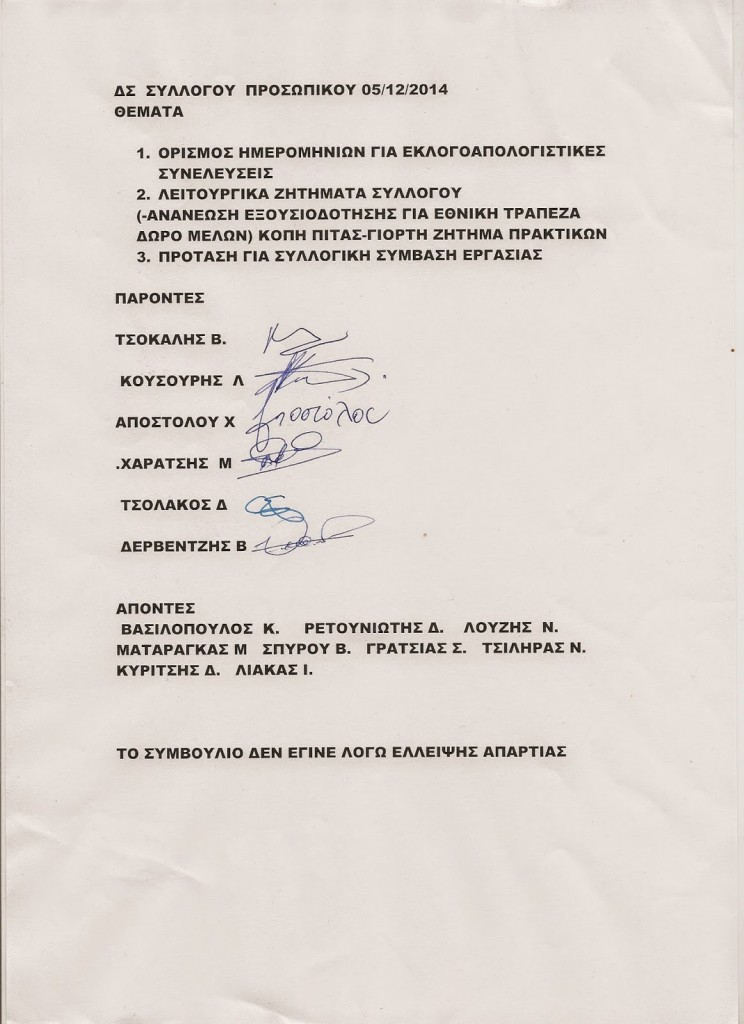 ΔΣ ΣΥΛΛΟΓΟΥ ΠΡΟΣΩΠΙΚΟΥ 05/12/2014
ΘΕΜΑΤΑ
1. ΟΡΙΣΜΟΣ ΗΜΕΡΟΜΗΝΙΩΝ ΓΙΑ ΕΚΛΟΓΟΑΠΟΛΟΓΙΣΤΙΚΕΣ
ΣΥΝΕΛΕΥΣΕΙΣ
2. ΛΕΙΤΟΥΡΓΙΚΑ ΖΗΤΗΜΑΤΑ ΣΥΛΛΟΓΟΥ
(-ΑΝΑΝΕΩΣΗ ΕΞΟΥΣΙΟΔΟΤΗΣΗΣ ΓΙΑ ΕΘΝΙΚΗ ΤΡΑΠΕΖΑ
ΔΩΡΟ ΜΕΛΩΝ) ΚΟΠΗ ΠΙΤΑΣ-ΓΙΟΡΤΗ ΖΗΤΗΜΑ ΠΡΑΚΤΙΚΩΝ
3. ΠΡΟΤΑΣΗ ΓΙΑ ΣΥΛΛΟΓΙΚΗ ΣΥΜΒΑΣΗ ΕΡΓΑΣΙΑΣ
ΠΑΡΟΝΤΕΣ
ΤΣΟΚΑΛΗΣ Β.
ΚΟΥΣΟΥΡΗΣ Λ
ΑΠΟΣΤΟΛΟΥ Χ
.ΧΑΡΑΤΣΗΣ Μ
ΤΣΟΛΑΚΟΣ Δ
ΔΕΡΒΕΝΤΖΗΣ Β
ΑΠΟΝΤΕΣ
ΒΑΣΙΛΟΠΟΥΛΟΣ Κ. ΡΕΤΟΥΝΙΩΤΗΣ Δ. ΛΟΥΖΗΣ Ν.
ΜΑΤΑΡΑΓΚΑΣ Μ ΣΠΥΡΟΥ Β. ΓΡΑΤΣΙΑΣ Σ. ΤΣΙΛΗΡΑΣ Ν.
ΚΥΡΙΤΣΗΣ Δ. ΛΙΑΚΑΣ Ι.
ΤΟ ΣΥΜΒΟΥΛΙΟ ΔΕΝ ΕΓΙΝΕ ΛΟΓΩ ΕΛΛΕΙΨΗΣ ΑΠΑΡΤΙΑΣ